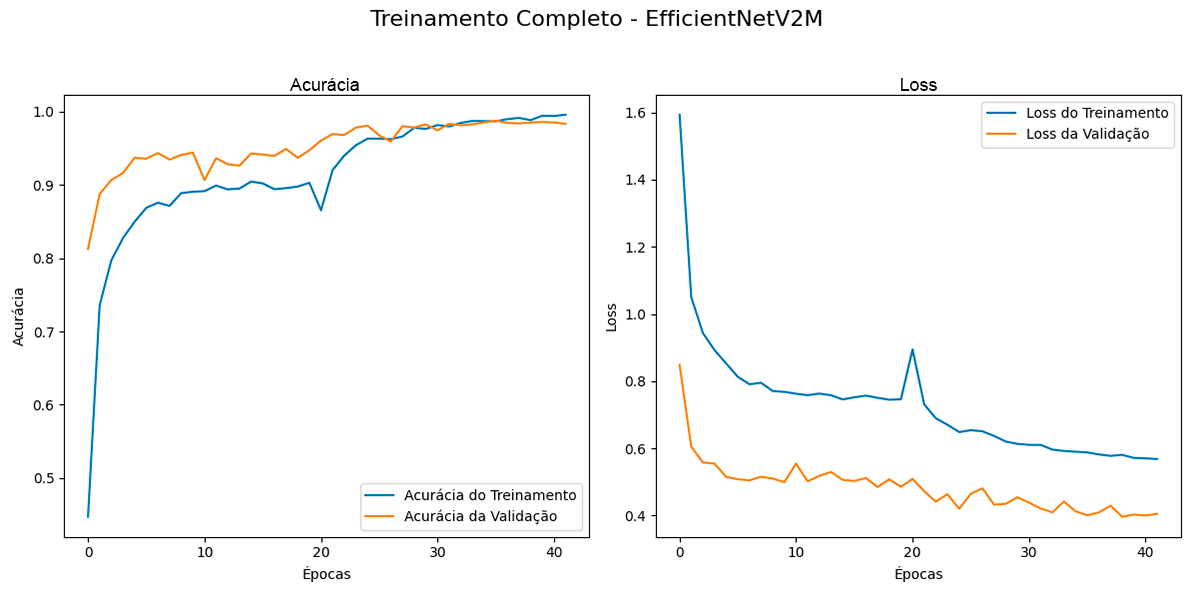 Treinamento Completo - EfficientNetV2M
Acurácia
1.0
0.9
0.8
0.7
0.6
0.5
Acurácia
0
10
20
30
40
Épocas
Acurácia do Treinamento
Acurácia da Validação
Loss
1.6
1.4
1.2
1.0
0.8
0.6
0.4
Loss
0
10
20
30
40
Épocas
Loss do Treinamento
Loss da Validação